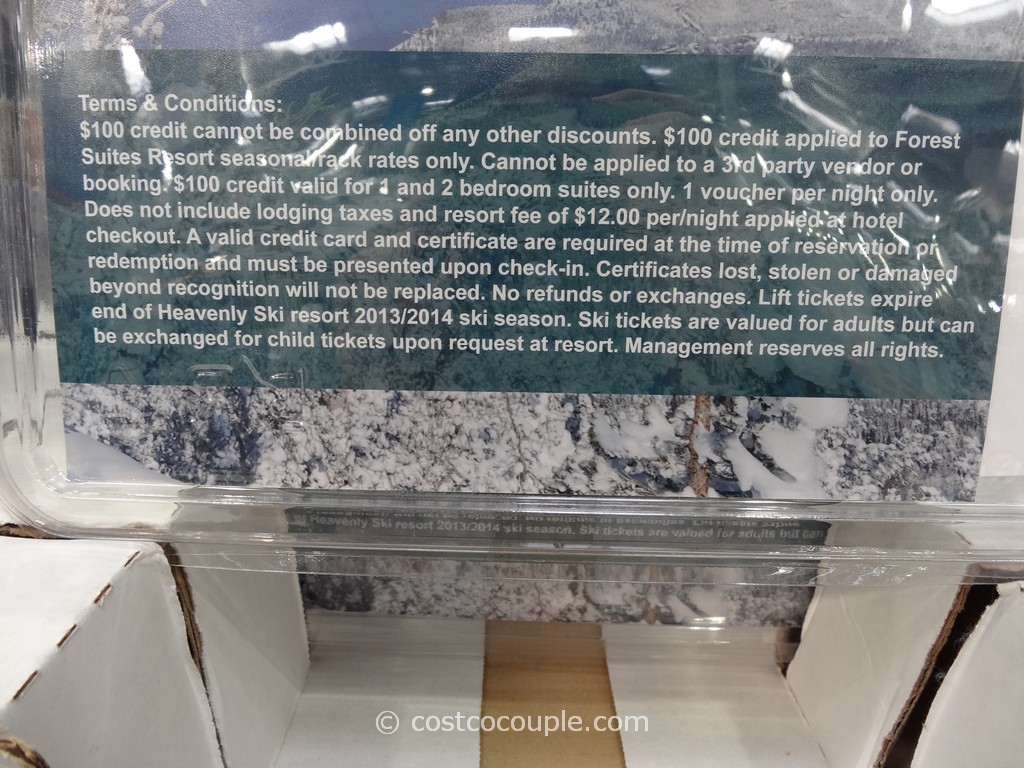 Terms & Conditions:
$100 credit cannot be combined off any other discounts. $100 credit applied to Forest
Suites Resort seasonal rack rates only. Cannot be applied to a 3rd party vendor or
booking. $100 credit valid for 1 and 2 bedroom suites only. 1 voucher per night only.
Does not include lodging taxes and resort fee of $12.00 per/night applied at hotel
checkout. A valid credit card and certificate are required at the time of reservation or
redemption and must be presented upon check-in. Certificates lost, stolen or damaged
beyond recognition will not be replaced. No refunds or exchanges. Lift tickets expire
end of Heavenly Ski resort 2013/2014 ski season. Ski tickets are valued for adults but can
be exchanged for child tickets upon request at resort. Management reserves all rights.
of Heavenly Ski resort 2013/2014 ski season. Ski tickets are valued for adults but can
© costcocouple.com